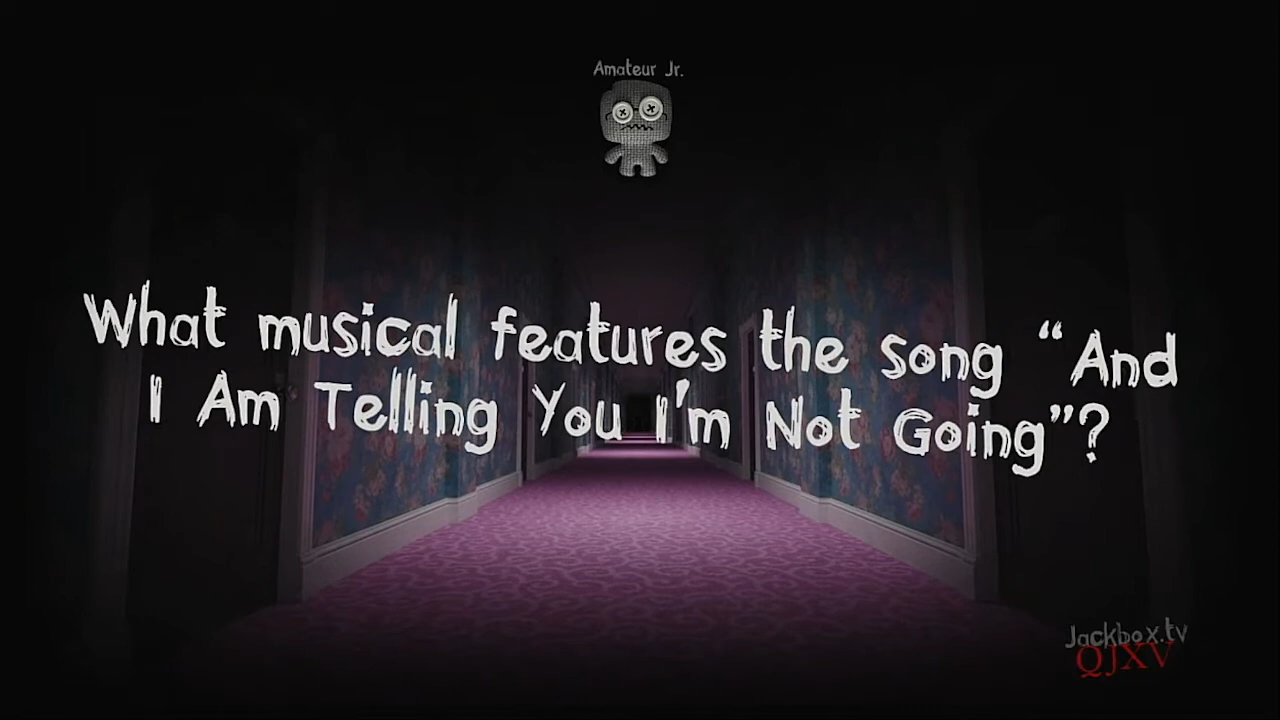 Amateur Jr.
What musical features the song “And
I Am Telling You I'm Not Going”?
Jackbox.tv
QJXV